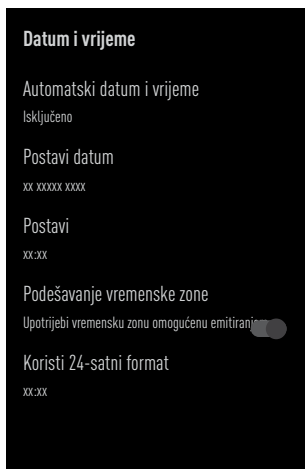 Datum i vrijeme
Automatski datum i vrijeme
Isključeno
Postavi datum
xx xxxxx xxxx
Postavi
xx:xx
Podešavanje vremenske zone
Upotrijebi vremensku zonu omogućenu
Koristi 24-satni format
xx:xx